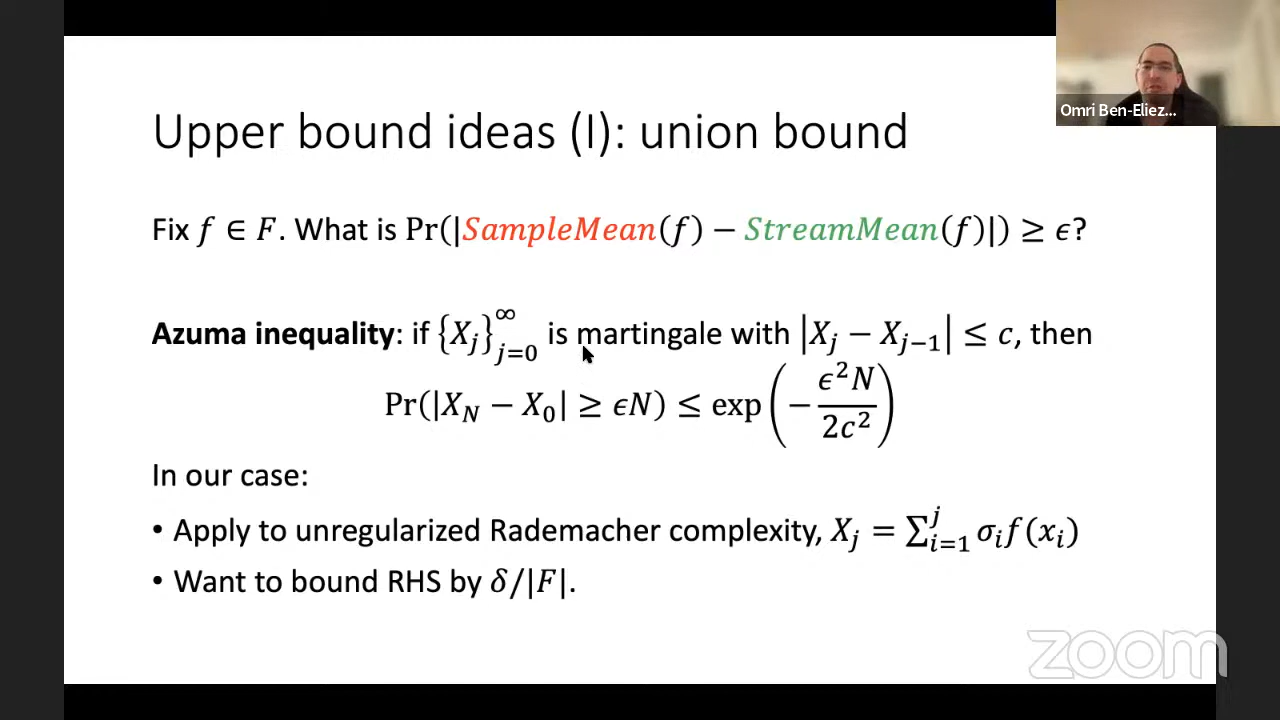 Omri Ben-Eliez...
Upper bound ideas (I): union bound
Fix f ∈ F. What is Pr(|SampleMean(f) − StreamMean(f)|) ≥ ϵ?
Azuma inequality: if {X_j}_{j=0}^∞ is martingale with |X_j − X_{j−1}| ≤ c, then
Pr(|X_N − X_0| ≥ ϵN) ≤ exp(−ϵ²N/2c²)
In our case:
• Apply to unregularized Rademacher complexity, X_j = ∑_{i=1}^j σ_i f(x_i)
• Want to bound RHS by δ/|F|.
zoom